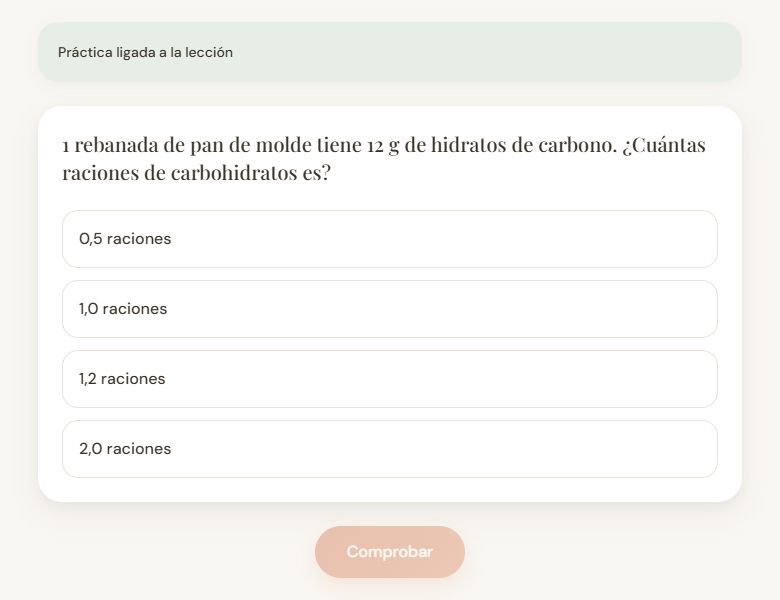 Práctica ligada a la lección
1 rebanada de pan de molde tiene 12 g de hidratos de carbono. ¿Cuántas
raciones de carbohidratos es?
0,5 raciones
1,0 raciones
1,2 raciones
2,0 raciones
Comprobar